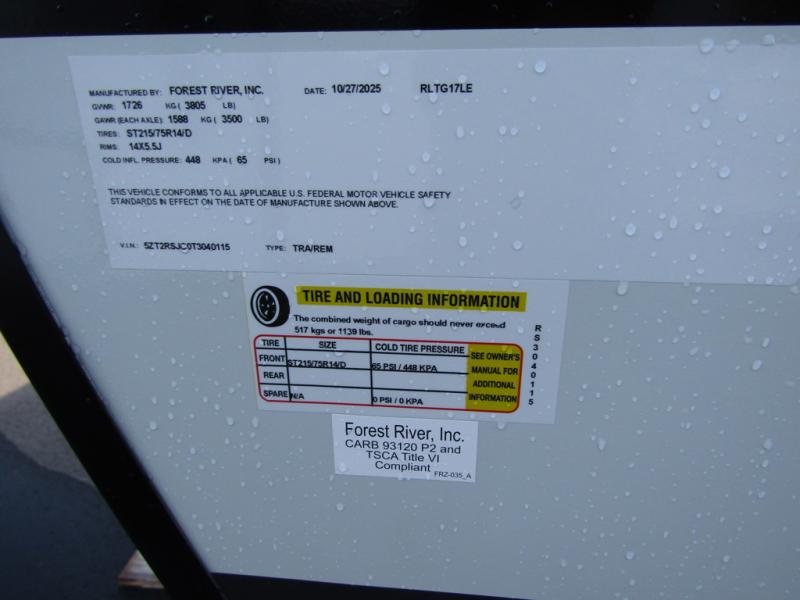 MANUFACTURED BY: FOREST RIVER, INC. DATE: 10/27/2025 RLTG17LE
GVWR: 1726 KG ( 3805 LB)
GAWR (EACH AXLE): 1588 KG ( 3500 LB)
TIRES: ST215/75R14/D
RIMS: 14X5.5J
COLD INFL. PRESSURE: 448 KPA ( 65 PSI )
THIS VEHICLE CONFORMS TO ALL APPLICABLE U.S. FEDERAL MOTOR VEHICLE SAFETY
STANDARDS IN EFFECT ON THE DATE OF MANUFACTURE SHOWN ABOVE.
V.I.N.: 5ZT2RSJC0T3040115 TYPE: TRA/REM
TIRE AND LOADING INFORMATION
The combined weight of cargo should never exceed
517 kgs or 1139 lbs.
TIRE SIZE COLD TIRE PRESSURE
FRONT ST215/75R14/D 65 PSI / 448 KPA
REAR
SPARE N/A 0 PSI / 0 KPA
SEE OWNER'S
MANUAL FOR
ADDITIONAL
INFORMATION
RS3040115
Forest River, Inc.
CARB 93120 P2 and
TSCA Title VI
Compliant
FRZ-035_A